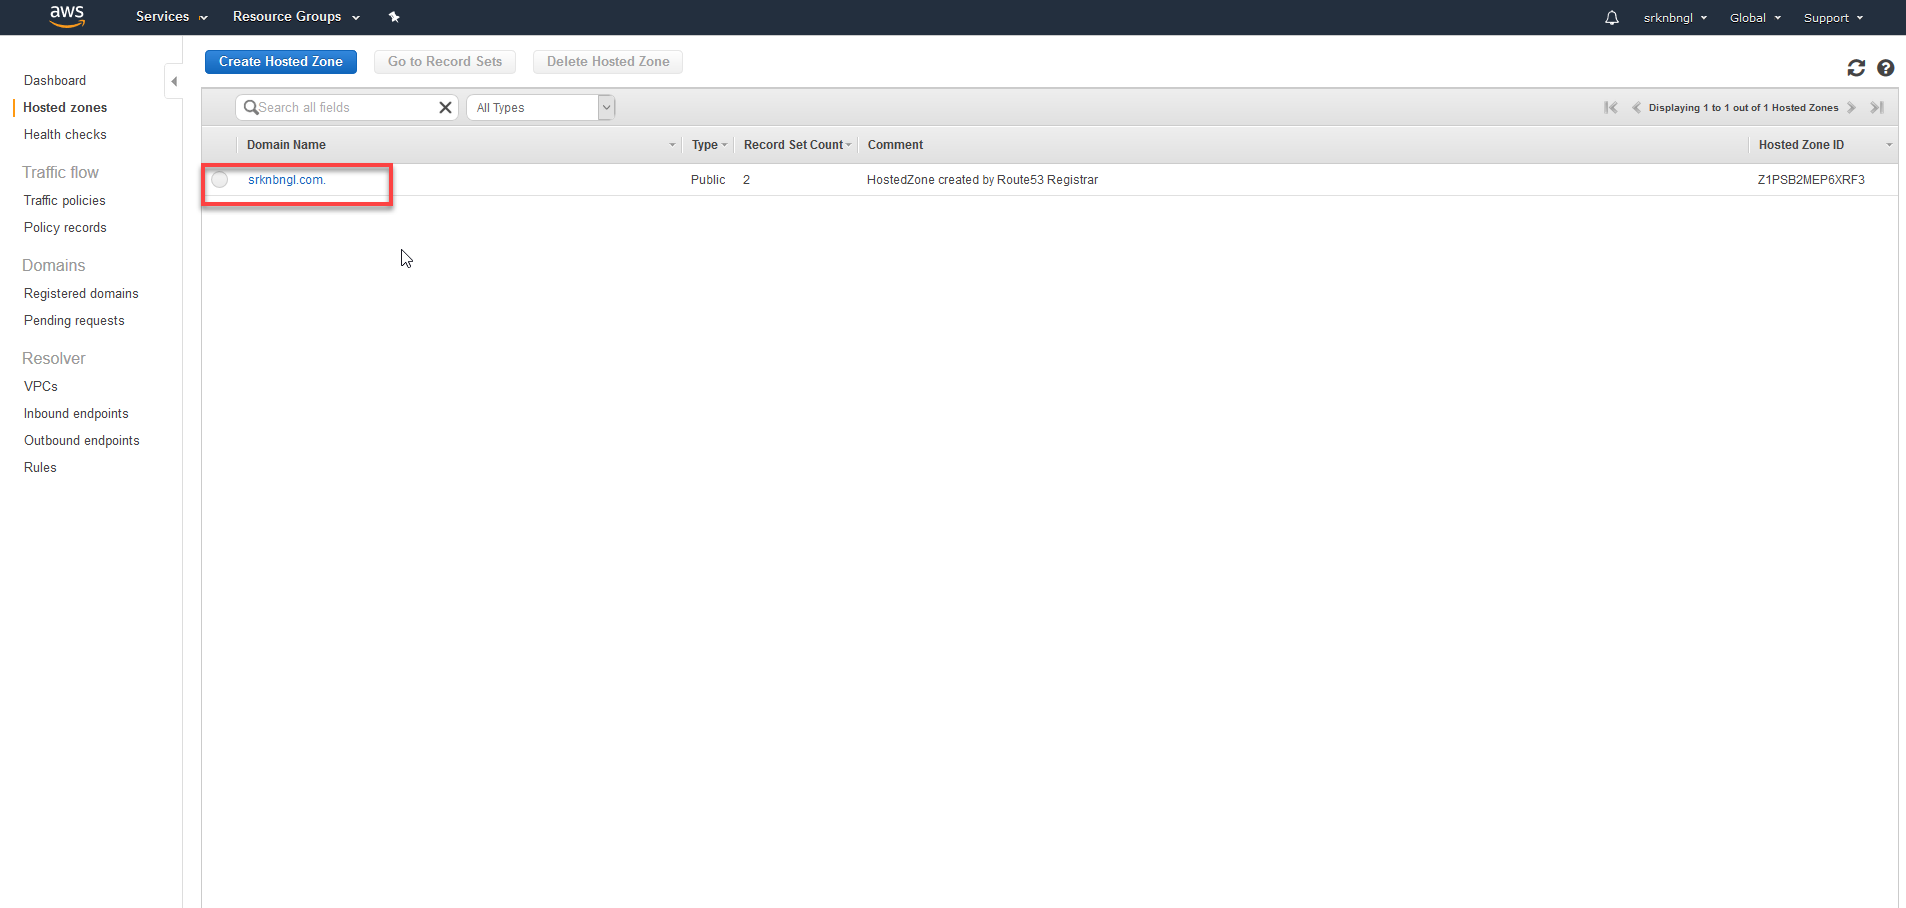 aws
Services
Resource Groups
srknbngl
Global
Support
Dashboard
Hosted zones
Health checks
Traffic flow
Traffic policies
Policy records
Domains
Registered domains
Pending requests
Resolver
VPCs
Inbound endpoints
Outbound endpoints
Rules
Create Hosted Zone
Go to Record Sets
Delete Hosted Zone
Search all fields
All Types
Displaying 1 to 1 out of 1 Hosted Zones
Domain Name Type Record Set Count Comment Hosted Zone ID
srknbngl.com. Public 2 HostedZone created by Route53 Registrar Z1PSB2MEP6XRF3